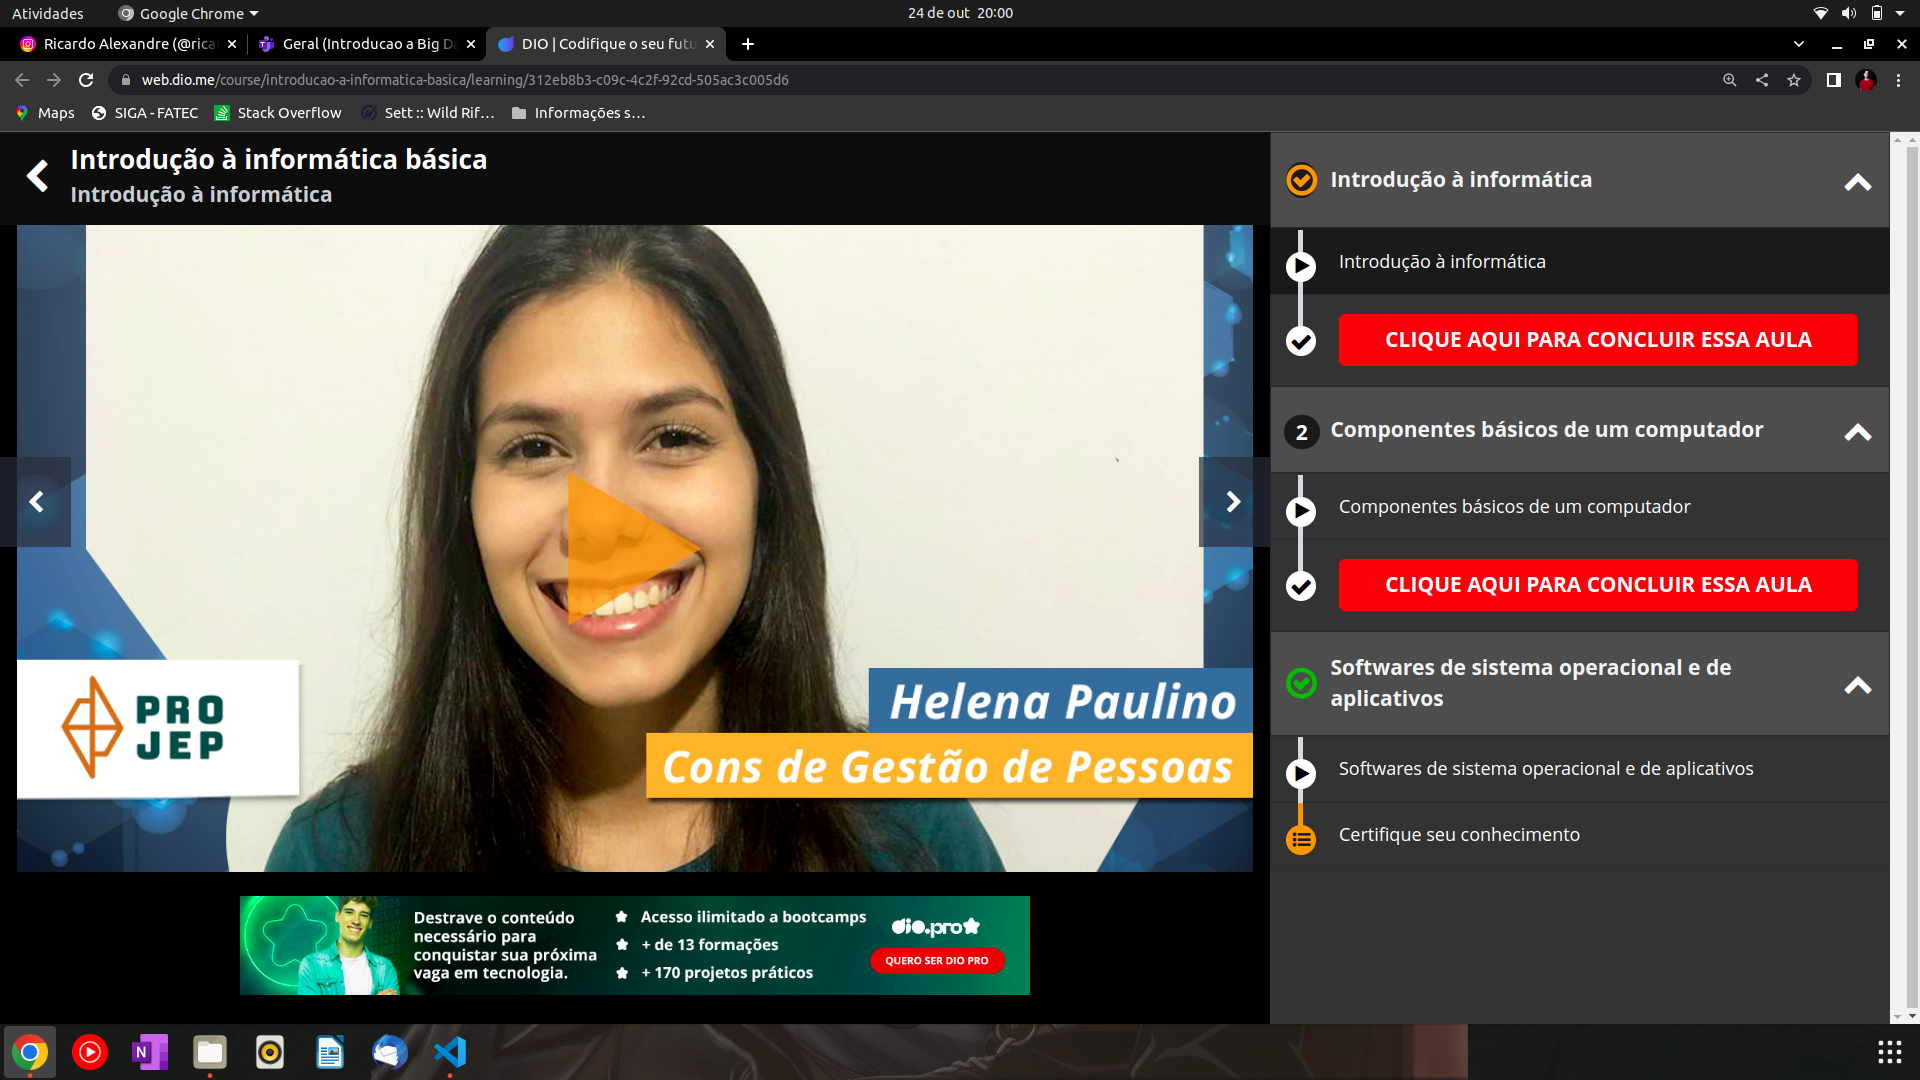 Atividades
Google Chrome
24 de out 20:00
Ricardo Alexandre (@rica
Geral (Introducao a Big Da
DIO | Codifique o seu futu
web.dio.me/course/introducao-a-informatica-basica/learning/312eb8b3-c09c-4c2f-92cd-505ac3c005d6
Maps
SIGA - FATEC
Stack Overflow
Sett :: Wild Rif...
Informações s...
Introdução à informática básica
Introdução à informática
PRO
JEP
Helena Paulino
Cons de Gestão de Pessoas
Destrave o conteúdo
necessário para
conquistar sua próxima
vaga em tecnologia.
Acesso ilimitado a bootcamps
+ de 13 formações
+ 170 projetos práticos
dio.pro
QUERO SER DIO PRO
Introdução à informática
Introdução à informática
CLIQUE AQUI PARA CONCLUIR ESSA AULA
2
Componentes básicos de um computador
Componentes básicos de um computador
CLIQUE AQUI PARA CONCLUIR ESSA AULA
Softwares de sistema operacional e de
aplicativos
Softwares de sistema operacional e de aplicativos
Certifique seu conhecimento
N